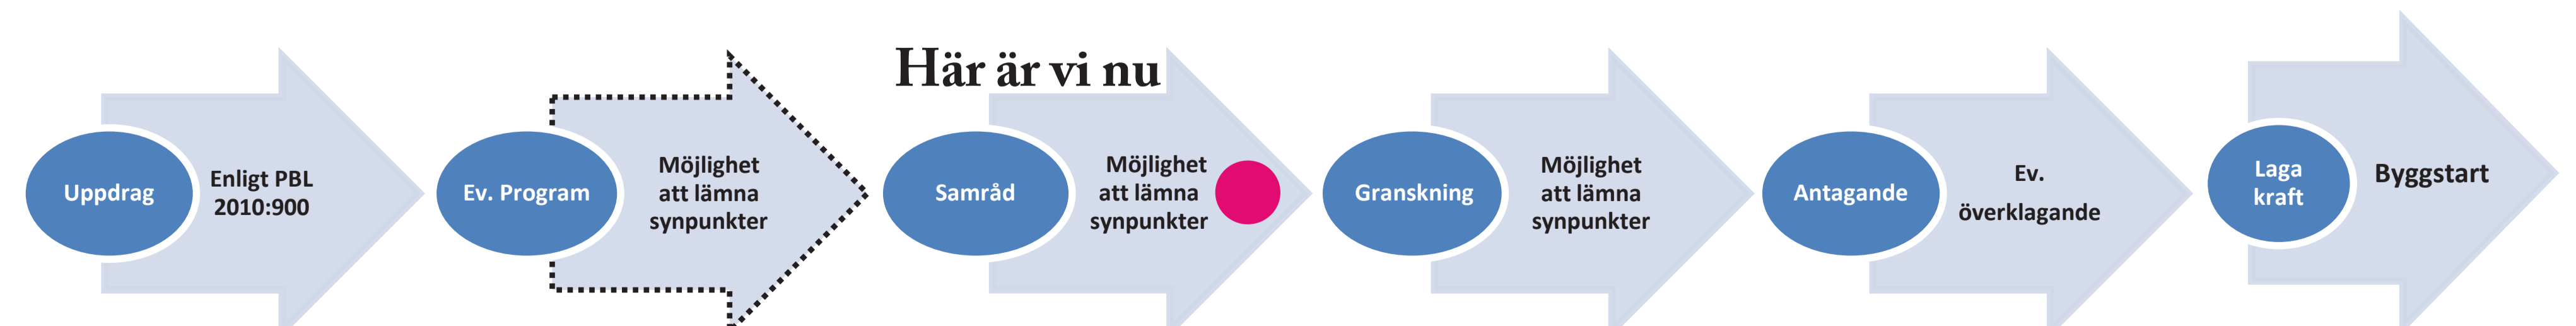 Här är vi nu
Uppdrag
Enligt PBL
2010:900
Ev. Program
Möjlighet
att lämna
synpunkter
Samråd
Möjlighet
att lämna
synpunkter
Granskning
Möjlighet
att lämna
synpunkter
Antagande
Ev.
överklagande
Laga
kraft
Byggstart